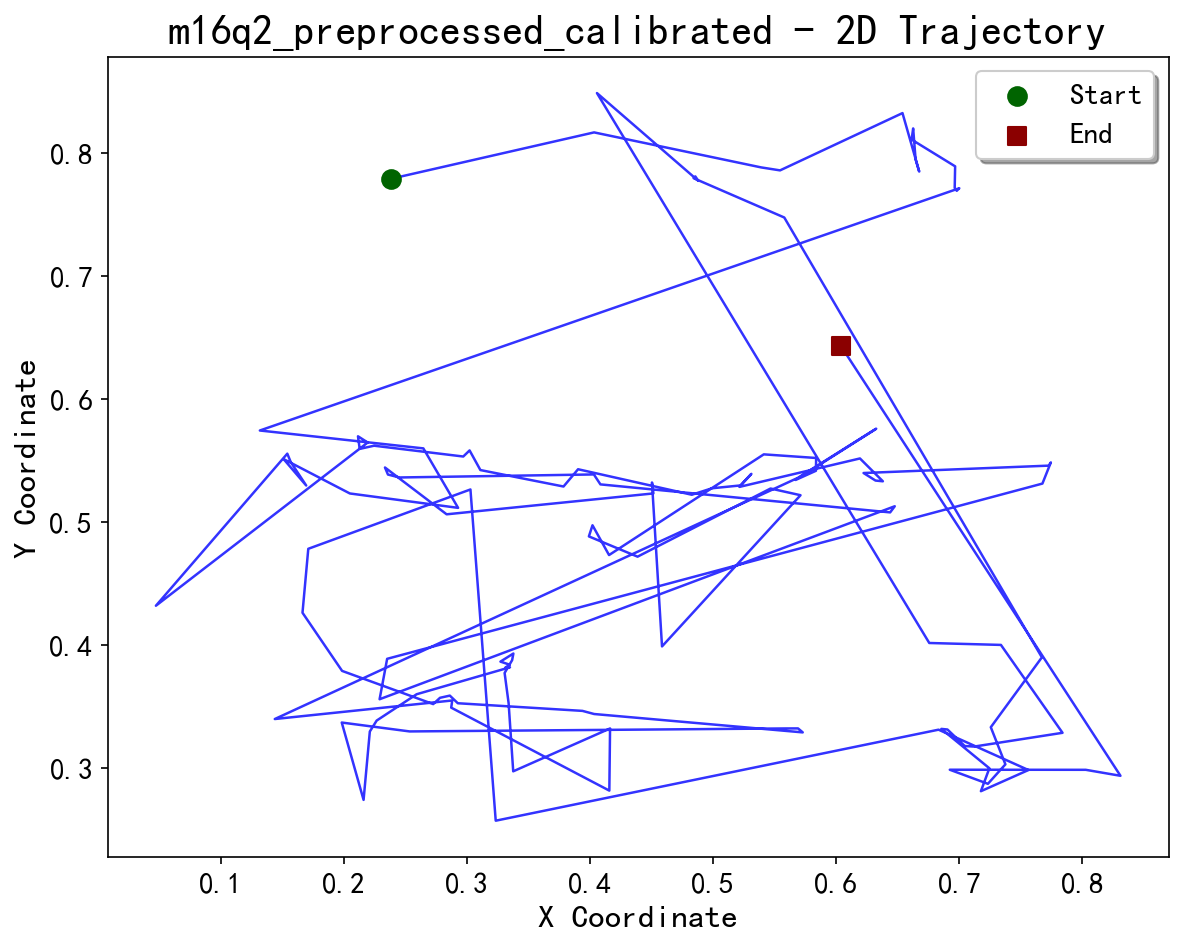 m16q2_preprocessed_calibrated - 2D Trajectory
Start
End
0.8
0.7
0.6
0.5
0.4
0.3
Y Coordinate
0.1 0.2 0.3 0.4 0.5 0.6 0.7 0.8
X Coordinate